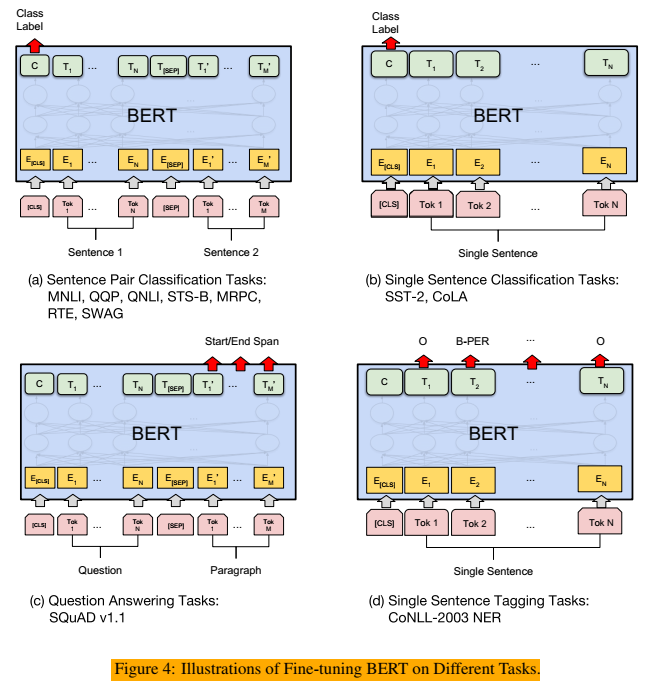 Class
Label
C T1 ... TN T[SEP] T1' ... TM'
BERT
E[CLS] E1 ... EN E[SEP] E1' ... EM'
[CLS] Tok 1 ... Tok N [SEP] Tok 1 ... Tok M
Sentence 1 Sentence 2
(a) Sentence Pair Classification Tasks:
MNLI, QQP, QNLI, STS-B, MRPC,
RTE, SWAG
Class
Label
C T1 T2 ... TN
BERT
E[CLS] E1 E2 ... EN
[CLS] Tok 1 Tok 2 ... Tok N
Single Sentence
(b) Single Sentence Classification Tasks:
SST-2, CoLA
Start/End Span
C T1 ... TN T[SEP] T1' ... TM'
BERT
E[CLS] E1 ... EN E[SEP] E1' ... EM'
[CLS] Tok 1 ... Tok N [SEP] Tok 1 ... Tok M
Question Paragraph
(c) Question Answering Tasks:
SQuAD v1.1
O B-PER ... O
C T1 T2 ... TN
BERT
E[CLS] E1 E2 ... EN
[CLS] Tok 1 Tok 2 ... Tok N
Single Sentence
(d) Single Sentence Tagging Tasks:
CoNLL-2003 NER
Figure 4: Illustrations of Fine-tuning BERT on Different Tasks.